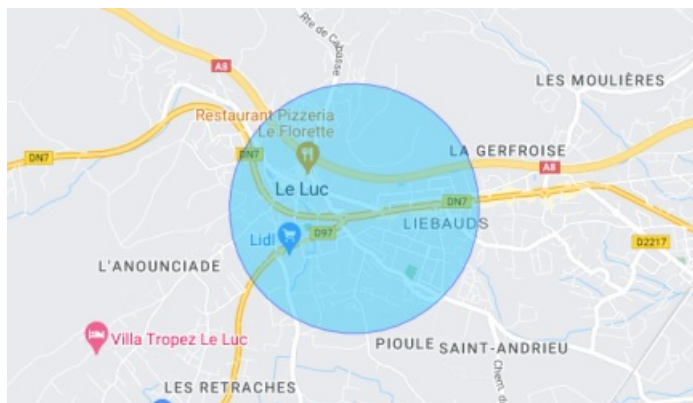 Rte de Cabasse
A8
LES MOULIÈRES
Restaurant Pizzeria
Le Florette
DN7
DN7
LA GERFROISE
A8
Le Luc
DN7
LIEBAUDS
Lidl
D97
D2217
L'ANOUNCIADE
Villa Tropez Le Luc
PIOULE
SAINT-ANDRIEU
Chem. d
LES RETRACHES